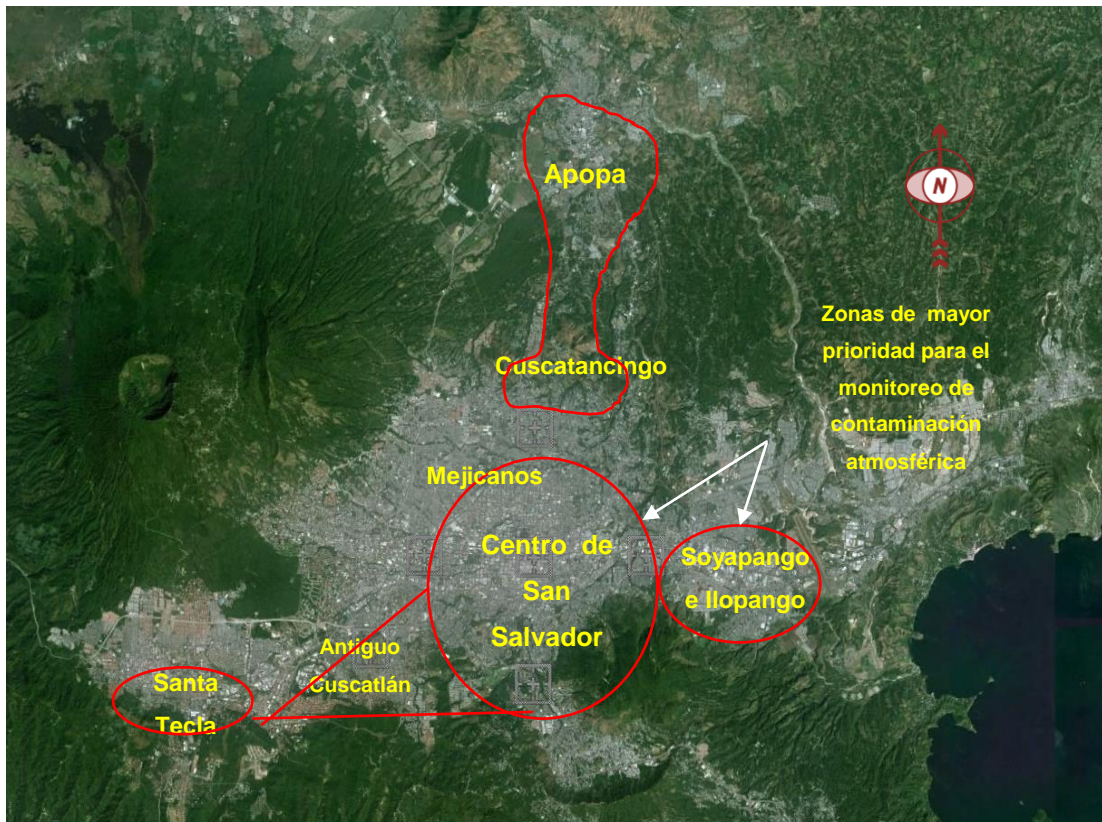 Apopa
N
Zonas de mayor
prioridad para el
monitoreo de
contaminación
atmosférica
Cuscatancingo
Mejicanos
Centro de
San
Salvador
Soyapango
e Ilopango
Antiguo
Cuscatlán
Santa
Tecla